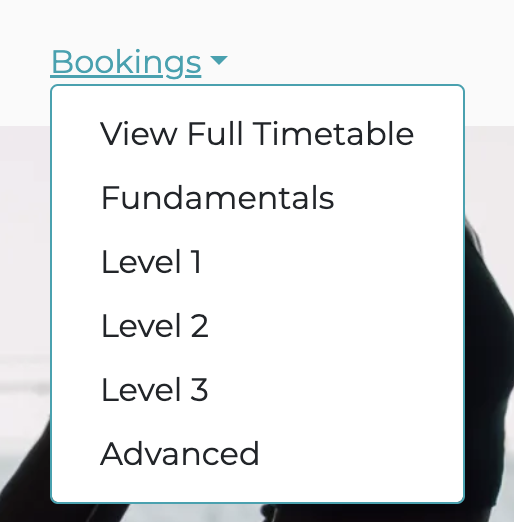 Bookings
View Full Timetable
Fundamentals
Level 1
Level 2
Level 3
Advanced